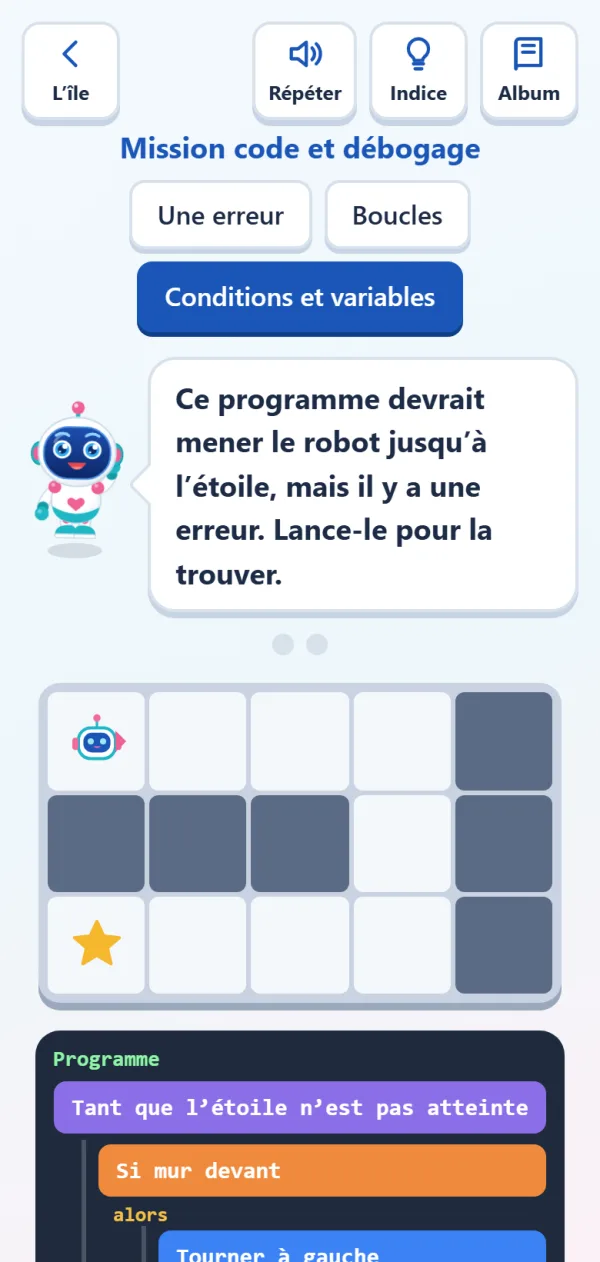 L’île
Répéter
Indice
Album
Mission code et débogage
Une erreur
Boucles
Conditions et variables
Ce programme devrait
mener le robot jusqu’à
l’étoile, mais il y a une
erreur. Lance-le pour la
trouver.
Programme
Tant que l’étoile n’est pas atteinte
Si mur devant
alors
Tourner à gauche